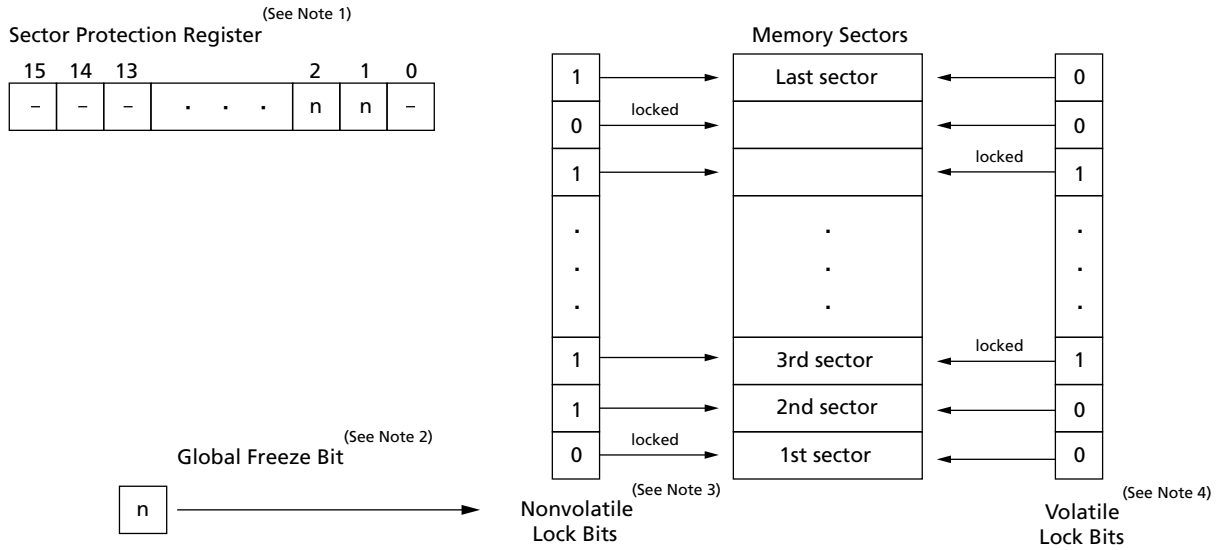 (See Note 1)
Sector Protection Register
15 14 13 2 1 0
– – – . . . n n –
Memory Sectors
1 Last sector 0
0 locked 0
1 locked 1
. . .
. . .
. . .
1 3rd sector locked 1
1 2nd sector 0
0 locked 1st sector 0
(See Note 2)
Global Freeze Bit
n
(See Note 3)
Nonvolatile
Lock Bits
(See Note 4)
Volatile
Lock Bits